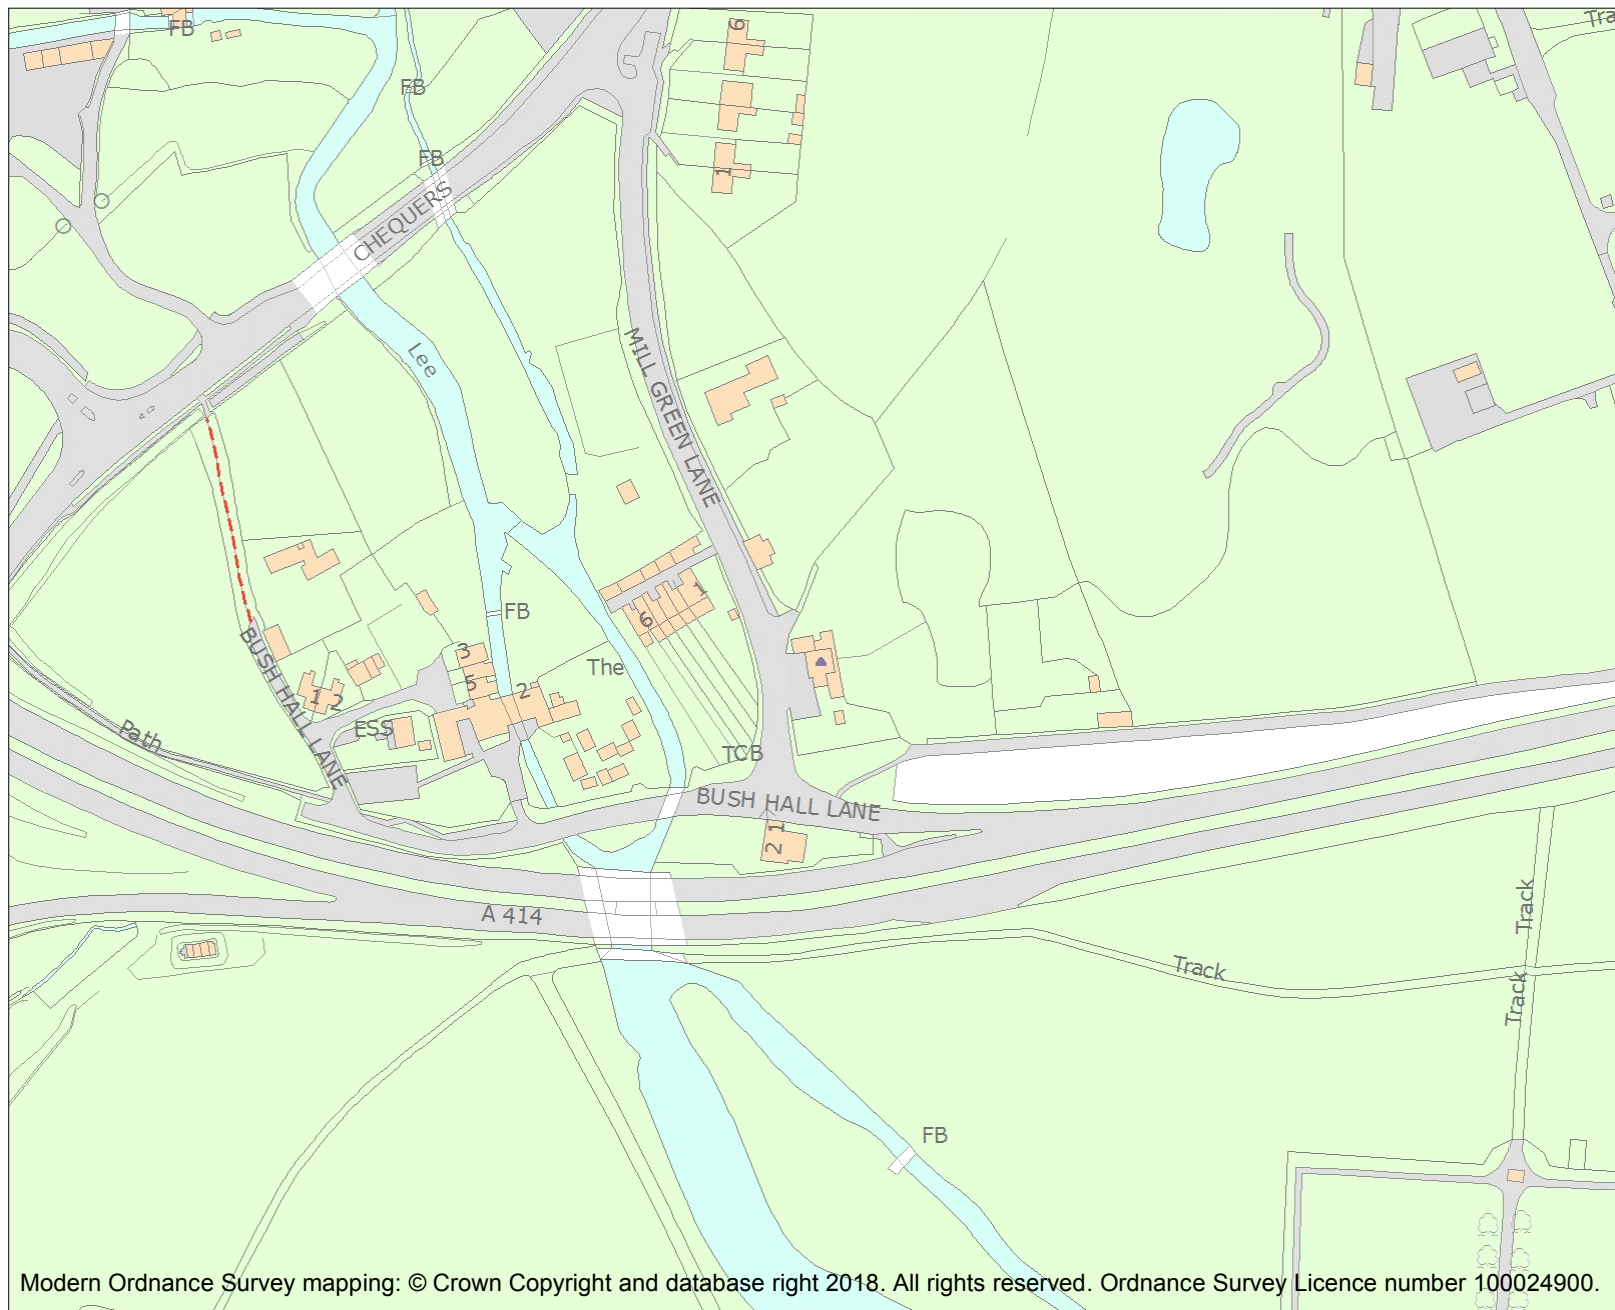 FB
Tra
6
FB
FB
1
CHEQUERS
Lee
MILL GREEN LANE
FB
1
6
3
The
5
2
1 2
BUSH HALL LANE
ESS
Path
TCB
BUSH HALL LANE
2 1
A 414
Track
Track
Track
FB
Modern Ordnance Survey mapping: © Crown Copyright and database right 2018. All rights reserved. Ordnance Survey Licence number 100024900.